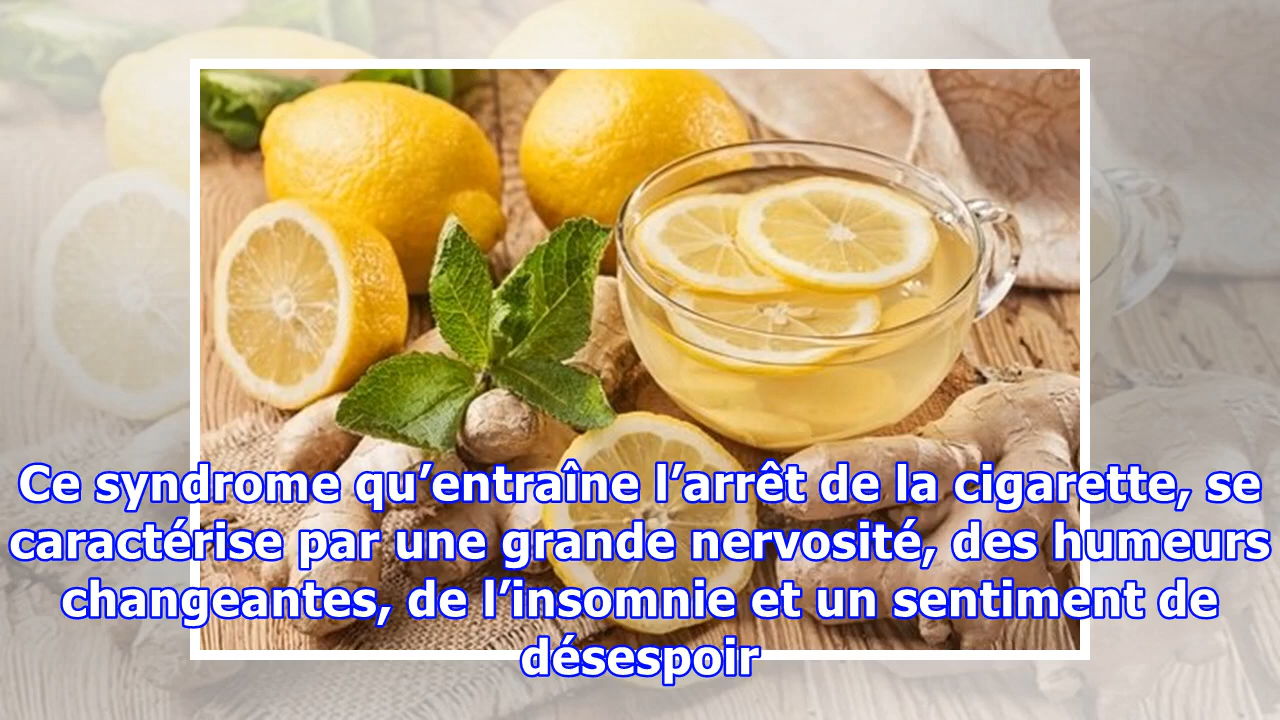 Ce syndrome qu’entraîne l’arrêt de la cigarette, se
caractérise par une grande nervosité, des humeurs
changeantes, de l’insomnie et un sentiment de
désespoir